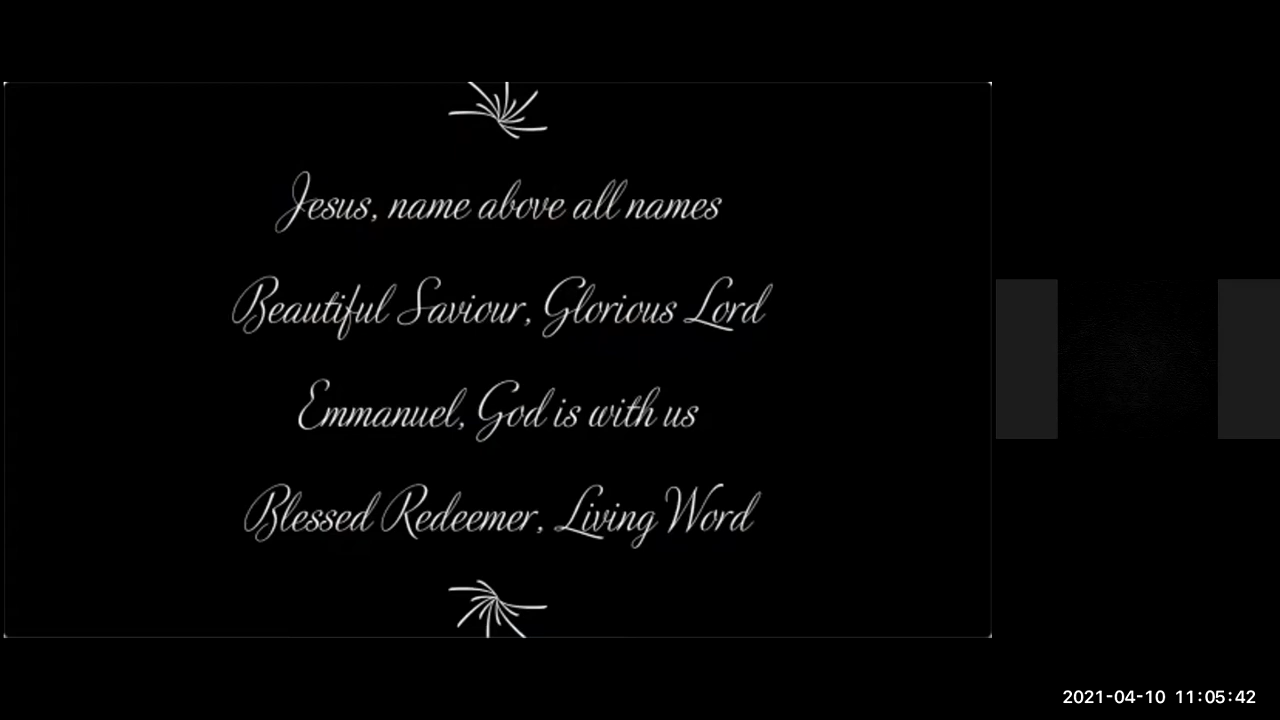 Jesus, name above all names
Beautiful Saviour, Glorious Lord
Emmanuel, God is with us
Blessed Redeemer, Living Word
2021-04-10 11:05:42